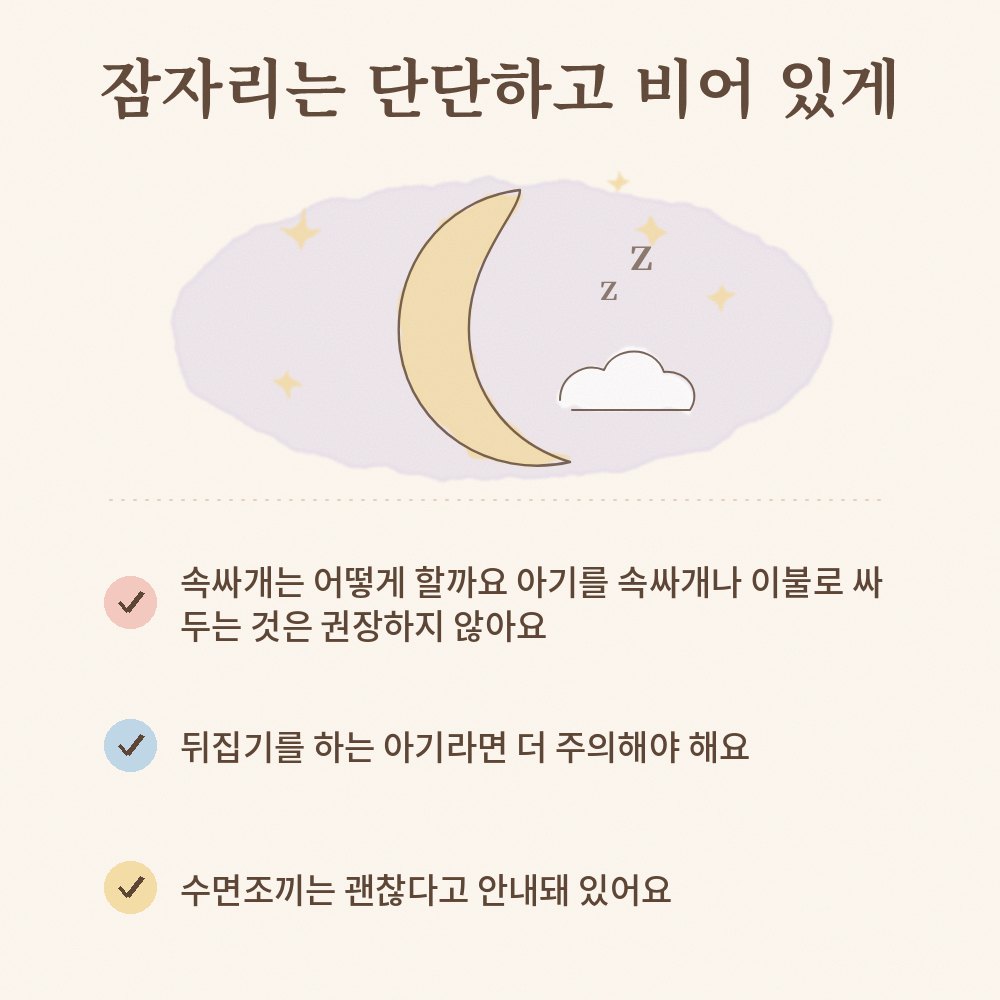 잠자리는 단단하고 비어 있게
z
z
속싸개는 어떻게 할까요 아기를 속싸개나 이불로 싸
두는 것은 권장하지 않아요
뒤집기를 하는 아기라면 더 주의해야 해요
수면조끼는 괜찮다고 안내돼 있어요